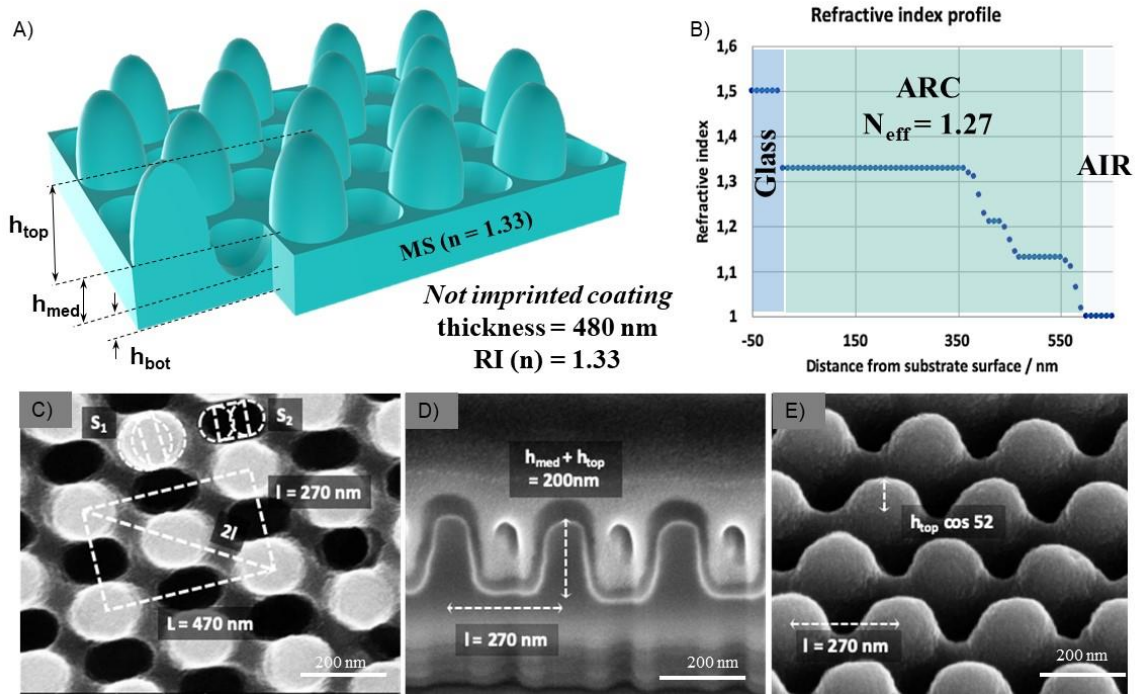 A)
h_top
h_med
h_bot
MS (n = 1.33)
Not imprinted coating
thickness = 480 nm
RI (n) = 1.33
B)
Refractive index profile
Refractive index
1,6
1,5
1,4
1,3
1,2
1,1
1
Glass
ARC
N_eff = 1.27
AIR
-50
150
350
550
Distance from substrate surface / nm
C)
S₁
S₂
l = 270 nm
2l
L = 470 nm
200 nm
D)
h_med + h_top
= 200nm
l = 270 nm
200 nm
E)
h_top cos 52
l = 270 nm
200 nm